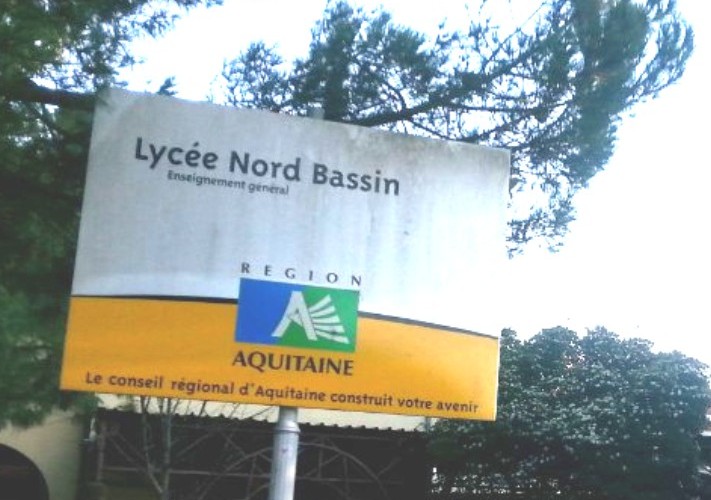 Lycée Nord Bassin
Enseignement général
REGION
A
AQUITAINE
Le conseil régional d'Aquitaine construit votre avenir